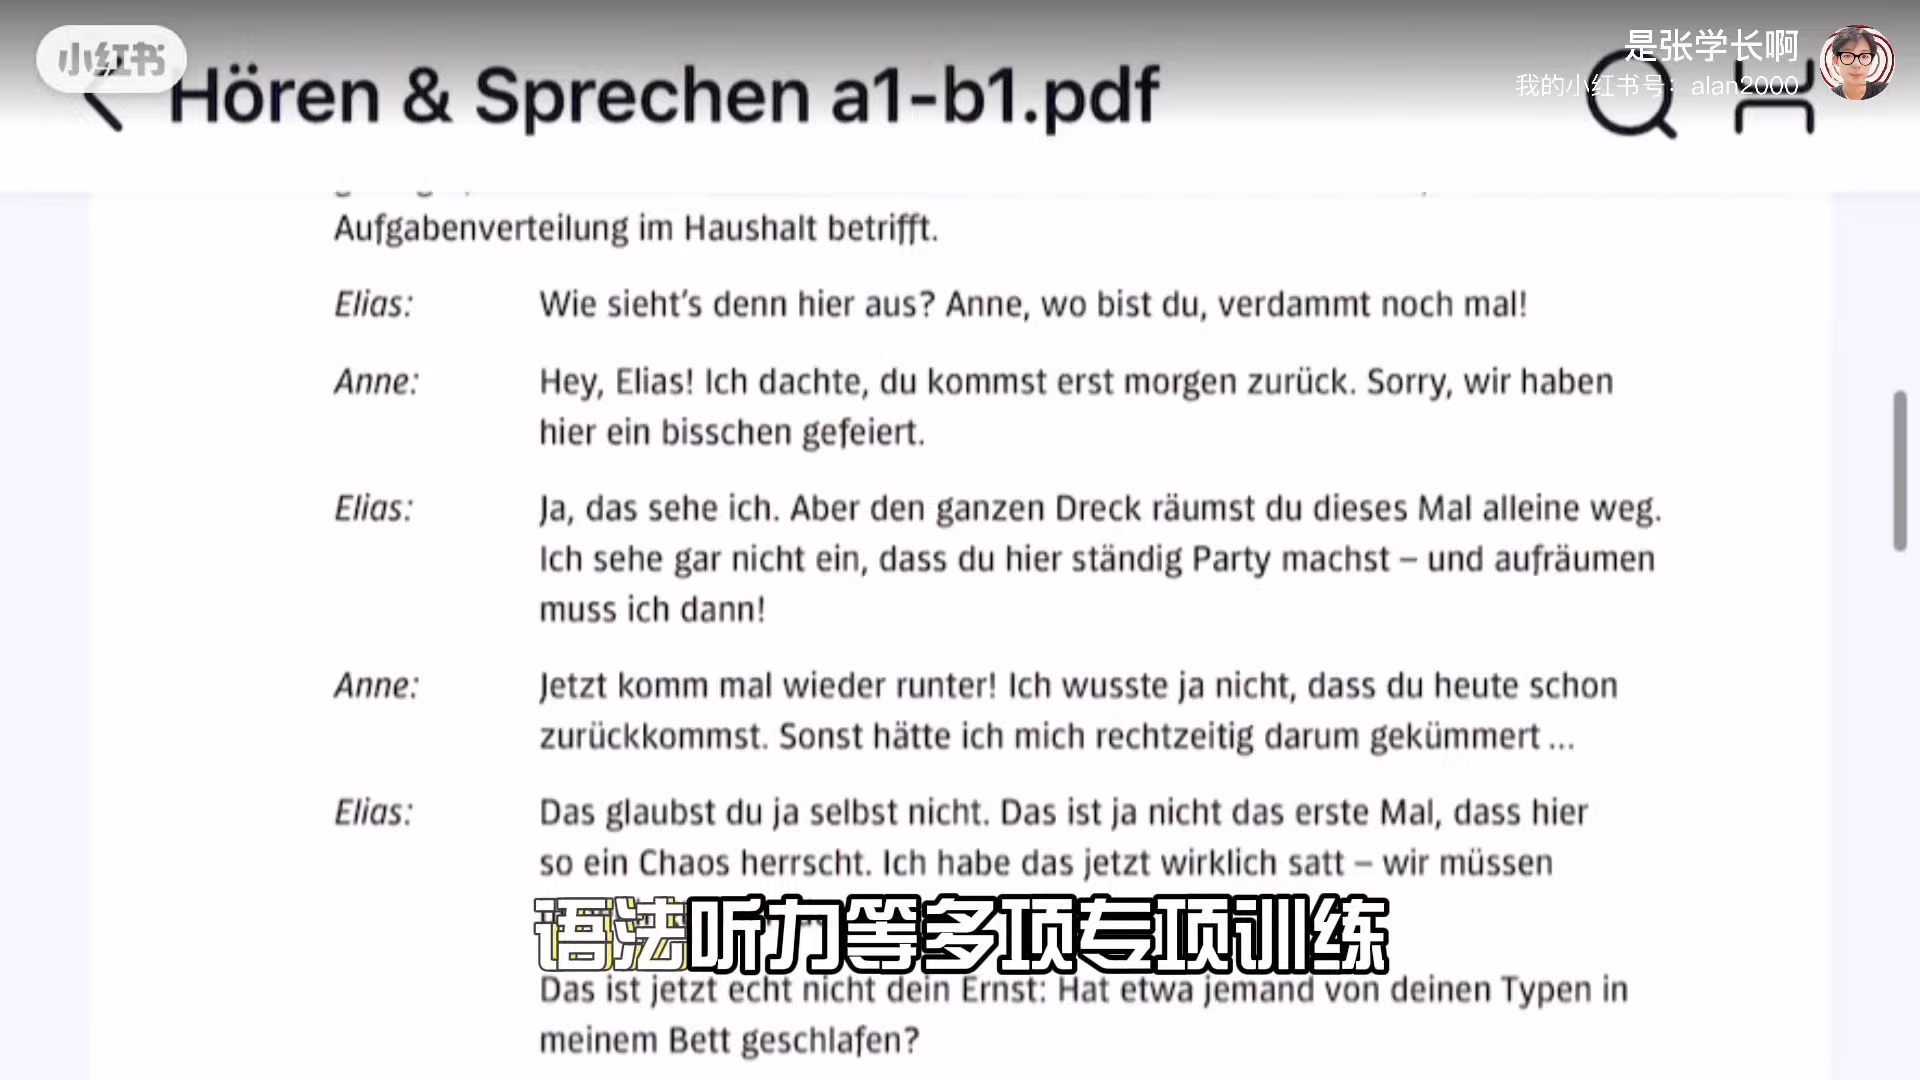 小红书
是张学长啊
我的小红书号：alan2000
Hören & Sprechen a1-b1.pdf
Aufgabenverteilung im Haushalt betrifft.
Elias: Wie sieht's denn hier aus? Anne, wo bist du, verdammt noch mal!
Anne: Hey, Elias! Ich dachte, du kommst erst morgen zurück. Sorry, wir haben
hier ein bisschen gefeiert.
Elias: Ja, das sehe ich. Aber den ganzen Dreck räumst du dieses Mal alleine weg.
Ich sehe gar nicht ein, dass du hier ständig Party machst – und aufräumen
muss ich dann!
Anne: Jetzt komm mal wieder runter! Ich wusste ja nicht, dass du heute schon
zurückkommst. Sonst hätte ich mich rechtzeitig darum gekümmert ...
Elias: Das glaubst du ja selbst nicht. Das ist ja nicht das erste Mal, dass hier
so ein Chaos herrscht. Ich habe das jetzt wirklich satt – wir müssen
语法听力等多项专项训练
Das ist jetzt echt nicht dein Ernst: Hat etwa jemand von deinen Typen in
meinem Bett geschlafen?